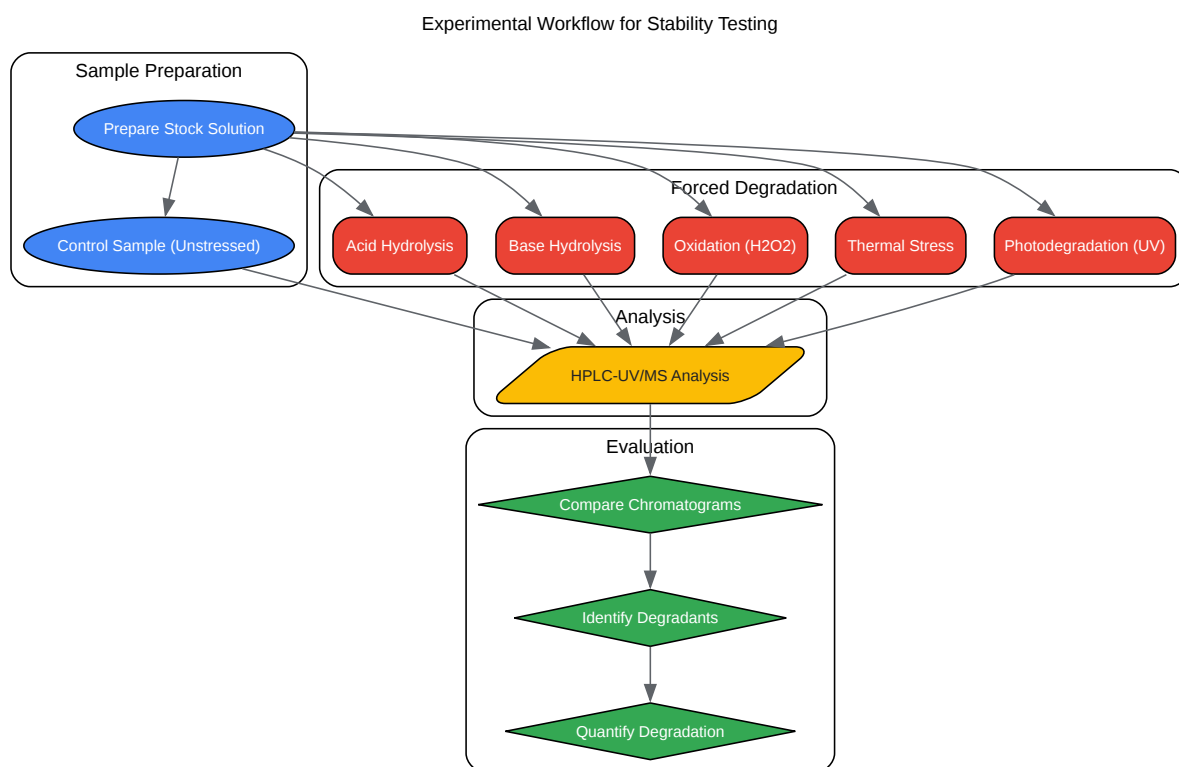 Experimental Workflow for Stability Testing
Sample Preparation
Prepare Stock Solution
Control Sample (Unstressed)
Forced Degradation
Acid Hydrolysis
Base Hydrolysis
Oxidation (H2O2)
Thermal Stress
Photodegradation (UV)
Analysis
HPLC-UV/MS Analysis
Evaluation
Compare Chromatograms
Identify Degradants
Quantify Degradation